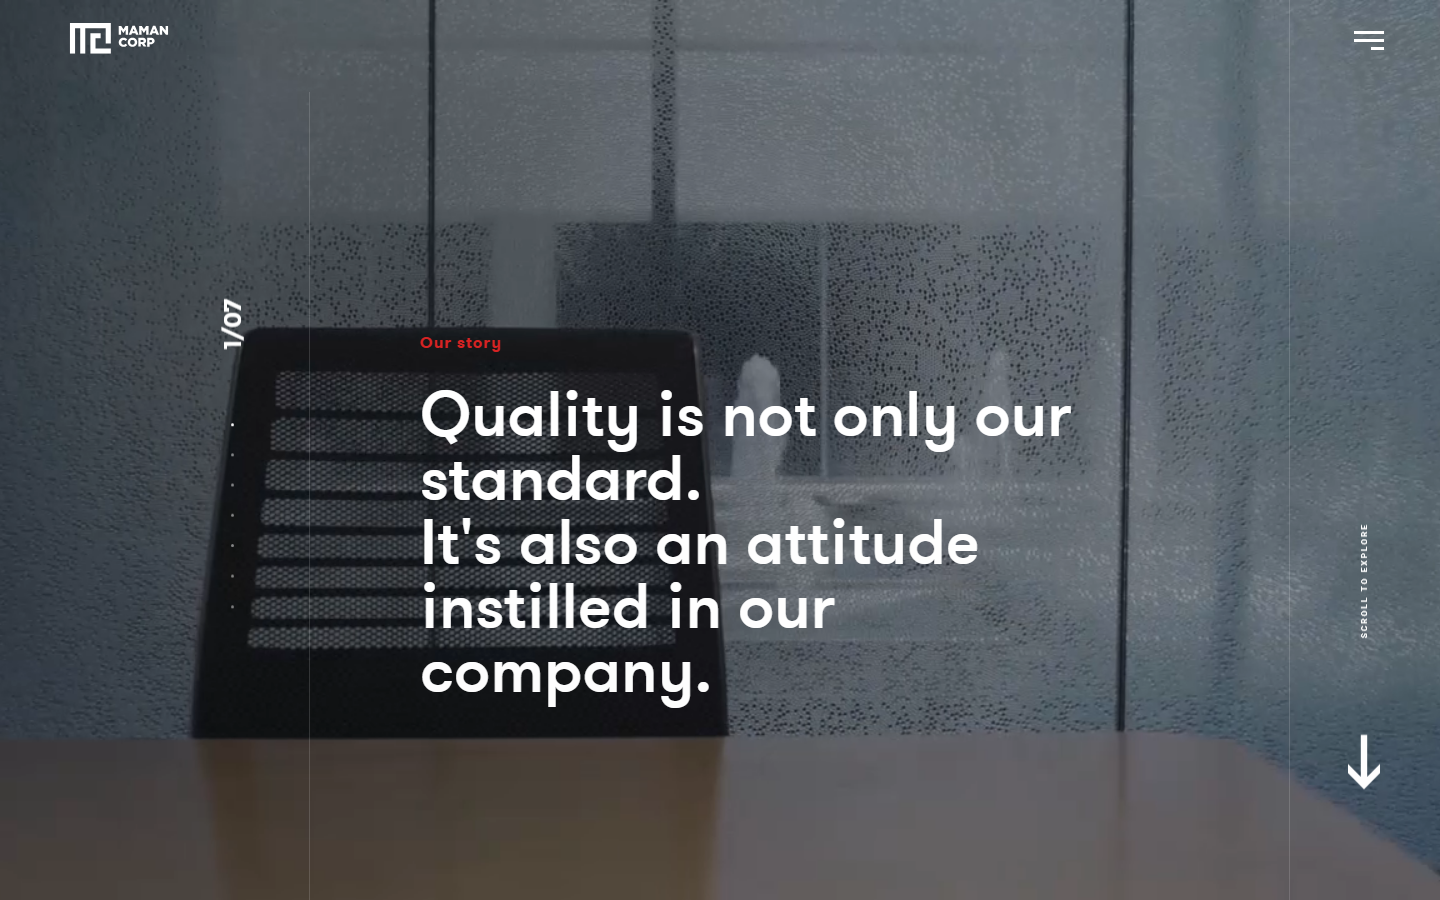 MAMAN
CORP
1/07
Our story
Quality is not only our
standard.
It's also an attitude
instilled in our
company.
SCROLL TO EXPLORE